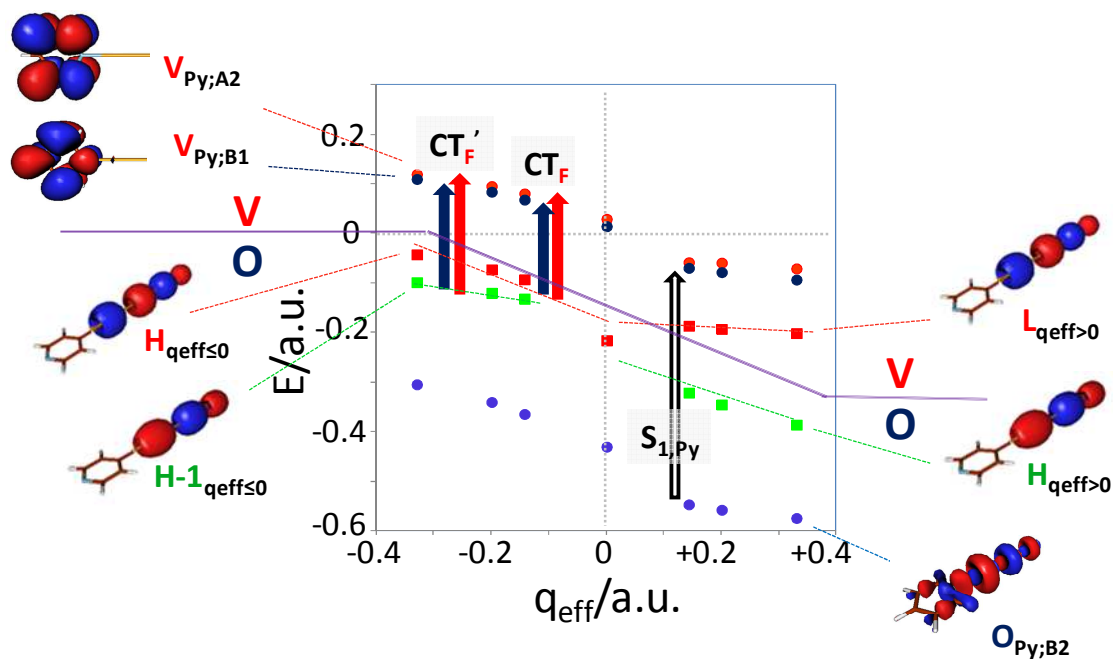 V_Py;A2
V_Py;B1
V
O
H_qeff≤0
H-1_qeff≤0
E/a.u.
0.2
0
-0.2
-0.4
-0.6
CT_F'
CT_F
S_1,Py
-0.4
-0.2
0
+0.2
+0.4
q_eff/a.u.
L_qeff>0
V
O
H_qeff>0
O_Py;B2